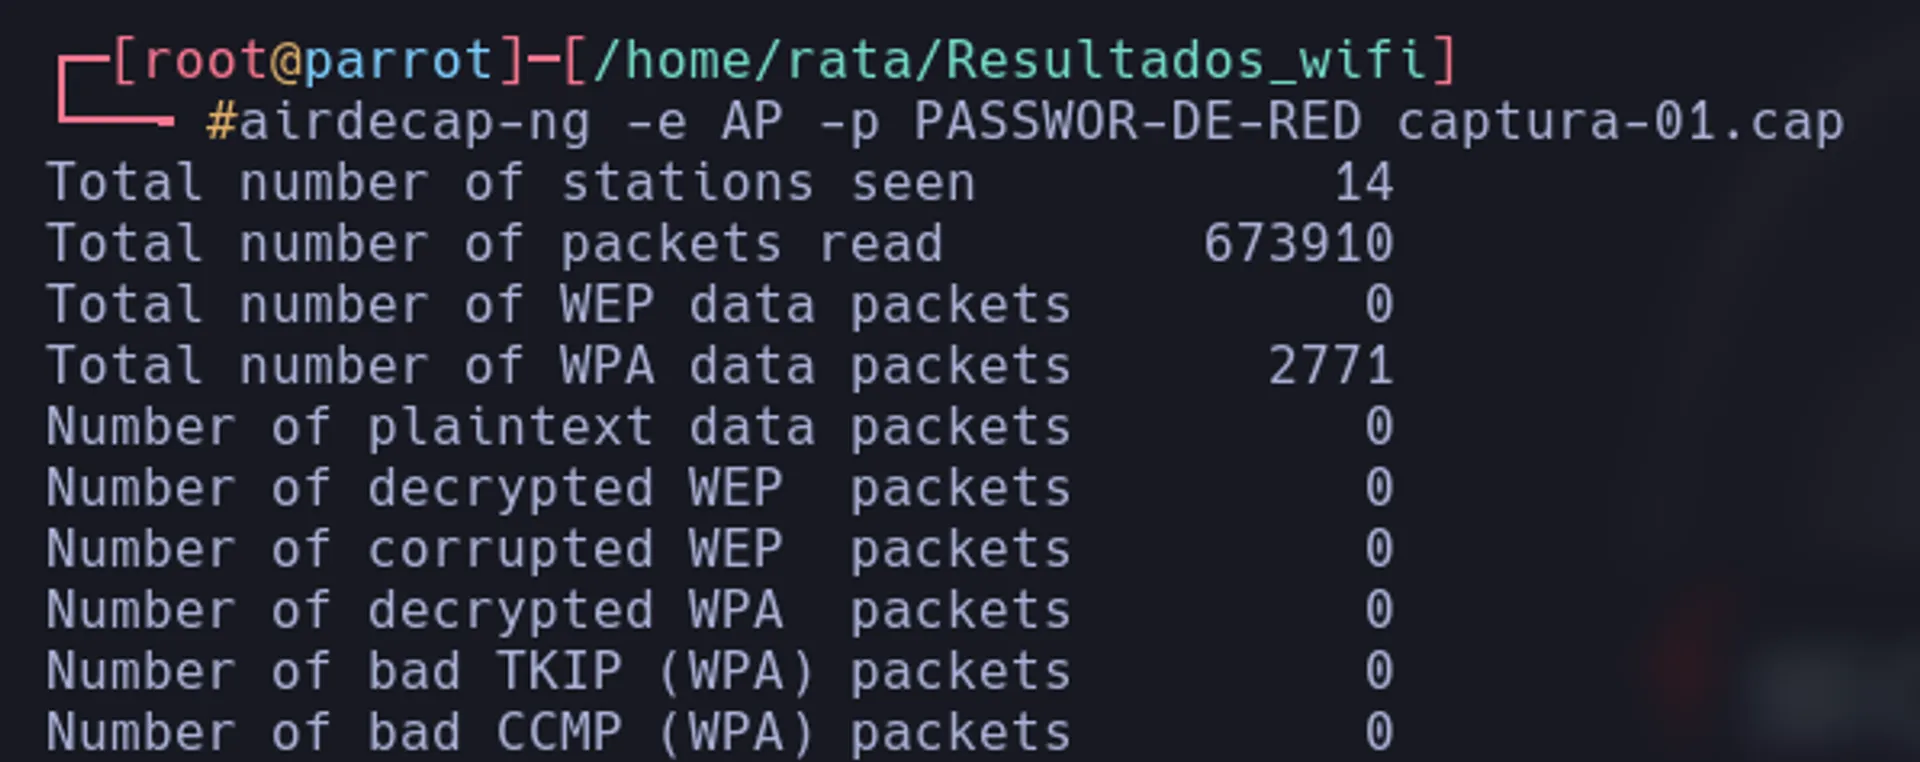 [root@parrot]─[/home/rata/Resultados_wifi]
#airdecap-ng -e AP -p PASSWOR-DE-RED captura-01.cap
Total number of stations seen 14
Total number of packets read 673910
Total number of WEP data packets 0
Total number of WPA data packets 2771
Number of plaintext data packets 0
Number of decrypted WEP packets 0
Number of corrupted WEP packets 0
Number of decrypted WPA packets 0
Number of bad TKIP (WPA) packets 0
Number of bad CCMP (WPA) packets 0